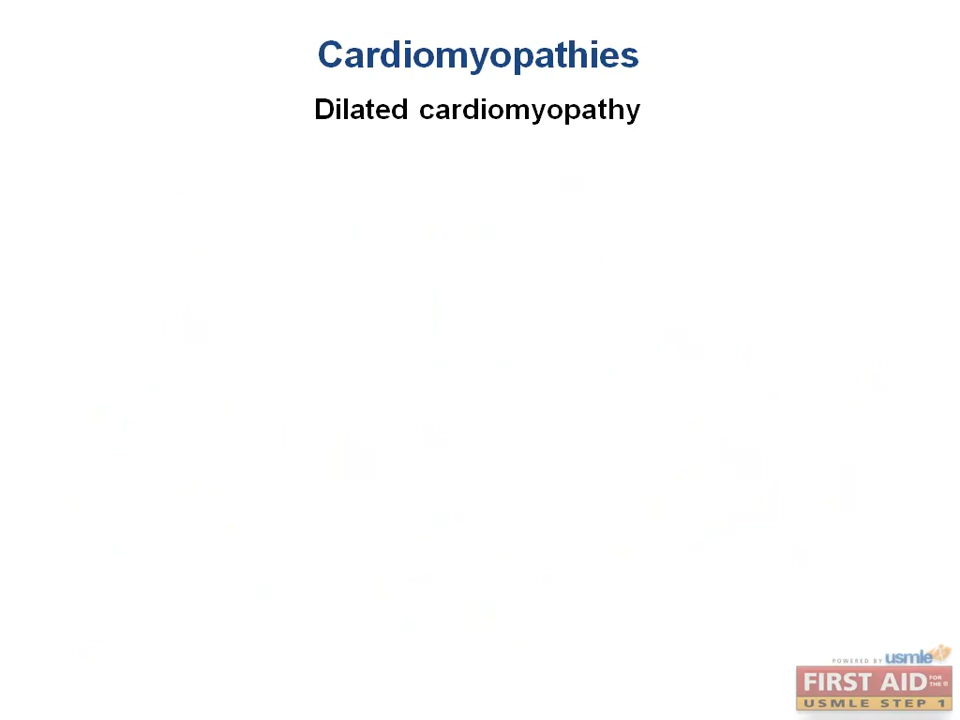 Cardiomyopathies
Dilated cardiomyopathy
POWERED BY usmle
FIRST AID FOR THE ®
USMLE STEP 1